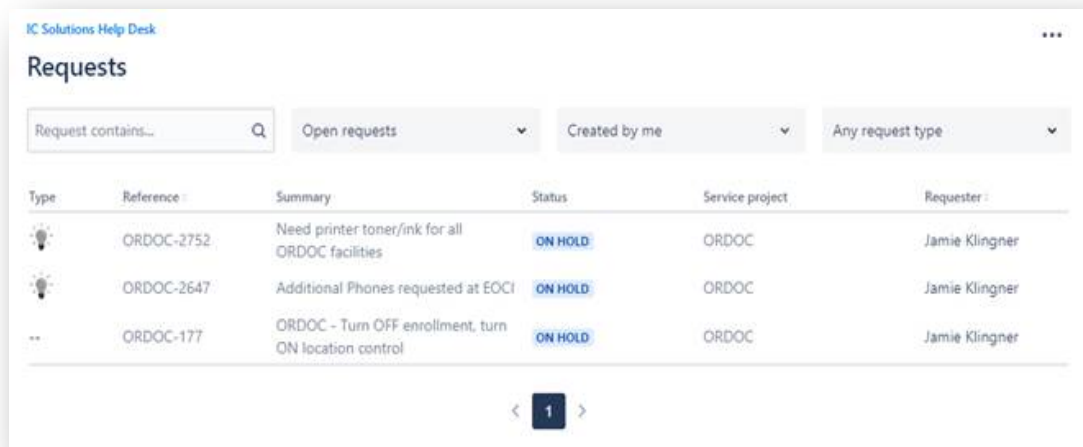 IC Solutions Help Desk
...
Requests
Request contains... Open requests Created by me Any request type
Type Reference Summary Status Service project Requester
ORDOC-2752 Need printer toner/ink for all ORDOC facilities ON HOLD ORDOC Jamie Klingner
ORDOC-2647 Additional Phones requested at EOCI ON HOLD ORDOC Jamie Klingner
-- ORDOC-177 ORDOC - Turn OFF enrollment, turn ON location control ON HOLD ORDOC Jamie Klingner
1